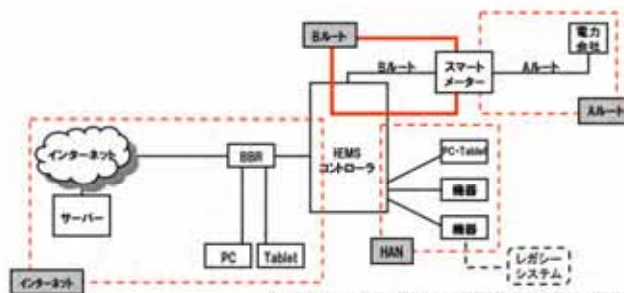 Bルート
電力
会社
Bルート
スマート
メーター
Aルート
Aルート
インターネット
BBR
HEMS
コントローラ
PC・Tablet
サーバー
機器
PC
Tablet
HAN
機器
レガシー
システム
インターネット